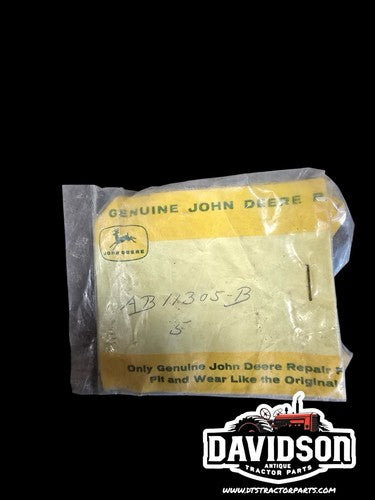 GENUINE JOHN DEERE
JOHN DEERE
AB11305-B
5
Only Genuine John Deere Repair P
Fit and Wear Like the Original
DAVIDSON
ANTIQUE
TRACTOR PARTS
WWW.DTSTRACTORPARTS.COM